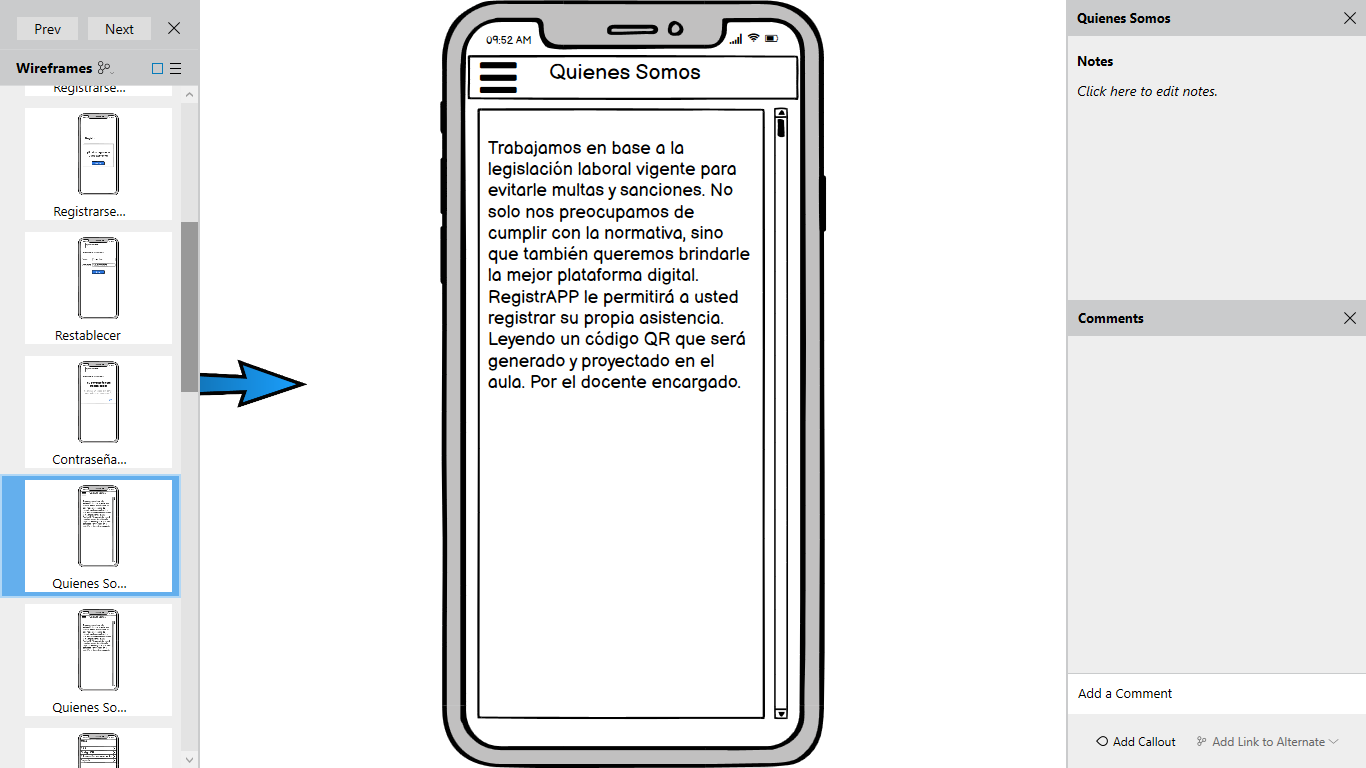 Prev Next
Wireframes
Registrarse...
Registrarse...
Restablecer
Contraseña...
Quienes So...
Quienes So...
09:52 AM
Quienes Somos
Trabajamos en base a la
legislación laboral vigente para
evitarle multas y sanciones. No
solo nos preocupamos de
cumplir con la normativa, sino
que también queremos brindarle
la mejor plataforma digital.
RegistrAPP le permitirá a usted
registrar su propia asistencia.
Leyendo un código QR que será
generado y proyectado en el
aula. Por el docente encargado.
Quienes Somos
Notes
Click here to edit notes.
Comments
Add a Comment
Add Callout Add Link to Alternate